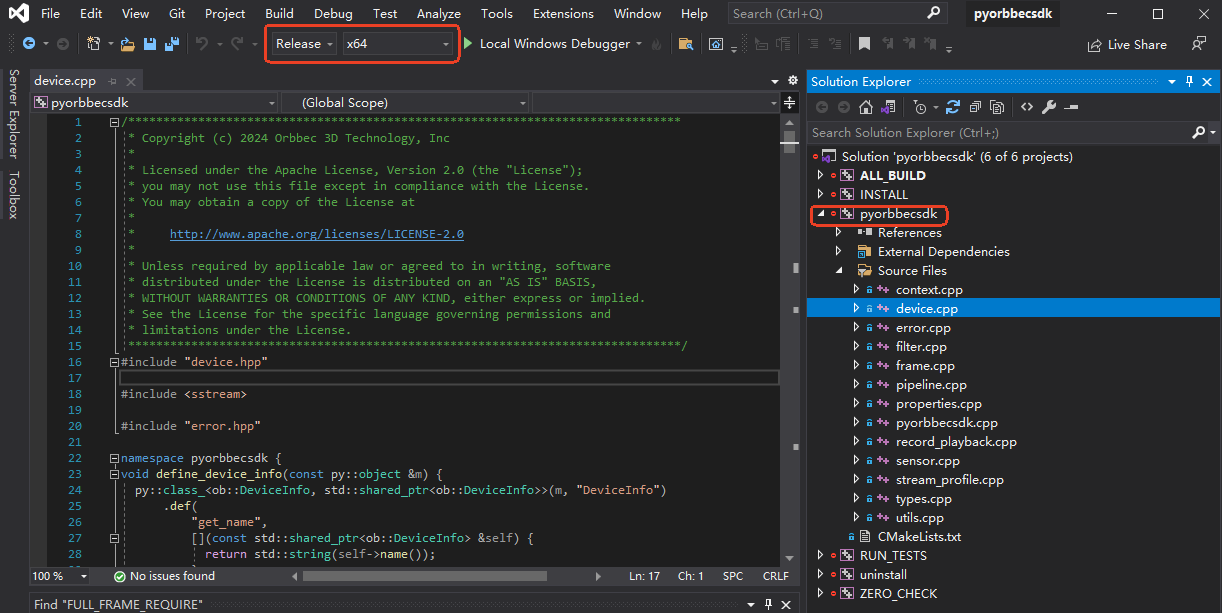 File Edit View Git Project Build Debug Test Analyze Tools Extensions Window Help Search (Ctrl+Q) pyorbbecsdk
Release x64 Local Windows Debugger Live Share
Server Explorer
Toolbox
device.cpp
pyorbbecsdk (Global Scope)
1 /*******************************************************************************
2 * Copyright (c) 2024 Orbbec 3D Technology, Inc
3 *
4 * Licensed under the Apache License, Version 2.0 (the "License");
5 * you may not use this file except in compliance with the License.
6 * You may obtain a copy of the License at
7 *
8 * http://www.apache.org/licenses/LICENSE-2.0
9 *
10 * Unless required by applicable law or agreed to in writing, software
11 * distributed under the License is distributed on an "AS IS" BASIS,
12 * WITHOUT WARRANTIES OR CONDITIONS OF ANY KIND, either express or implied.
13 * See the License for the specific language governing permissions and
14 * limitations under the License.
15 *******************************************************************************/
16 #include "device.hpp"
17
18 #include <sstream>
19
20 #include "error.hpp"
21
22 namespace pyorbbecsdk {
23 void define_device_info(const py::object &m) {
24 py::class_<ob::DeviceInfo, std::shared_ptr<ob::DeviceInfo>>(m, "DeviceInfo")
25 .def(
26 "get_name",
27 [](const std::shared_ptr<ob::DeviceInfo> &self) {
28 return std::string(self->name());
100 % No issues found Ln: 17 Ch: 1 SPC CRLF
Find "FULL_FRAME_REQUIRE"
Solution Explorer
Search Solution Explorer (Ctrl+;)
Solution 'pyorbbecsdk' (6 of 6 projects)
ALL_BUILD
INSTALL
pyorbbecsdk
References
External Dependencies
Source Files
context.cpp
device.cpp
error.cpp
filter.cpp
frame.cpp
pipeline.cpp
properties.cpp
pyorbbecsdk.cpp
record_playback.cpp
sensor.cpp
stream_profile.cpp
types.cpp
utils.cpp
CMakeLists.txt
RUN_TESTS
uninstall
ZERO_CHECK